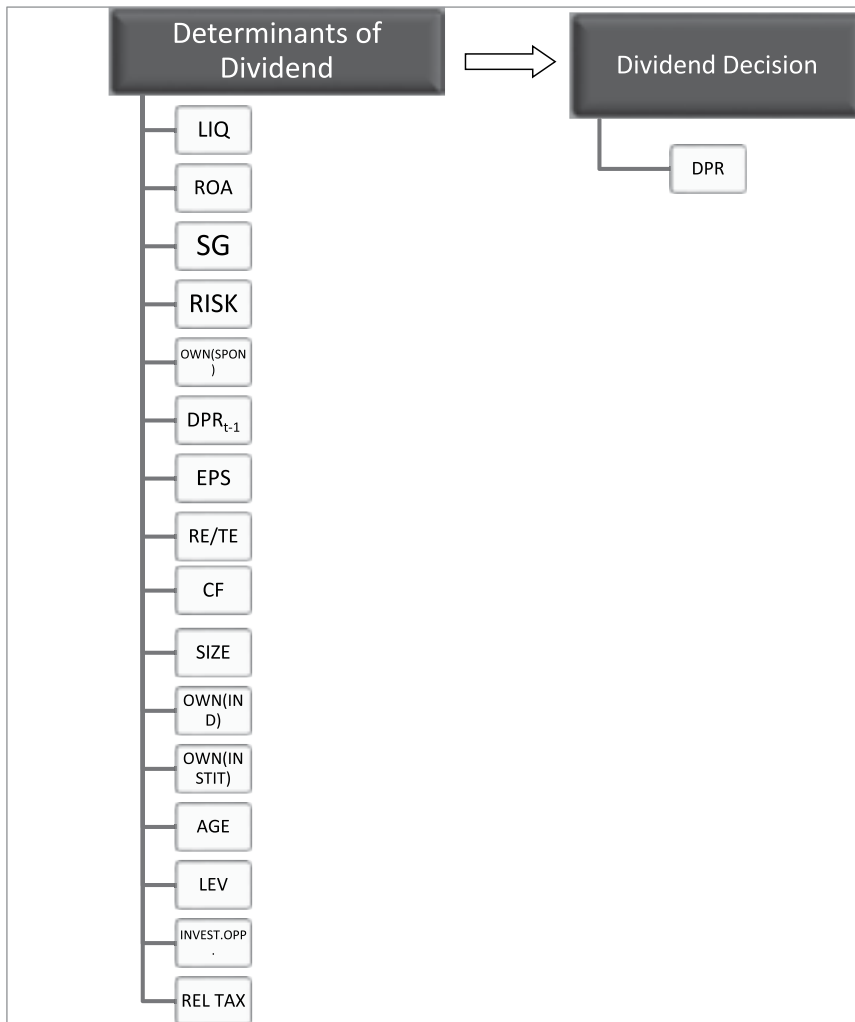 Determinants of
Dividend
Dividend Decision
LIQ
ROA
SG
RISK
OWN(SPON
)
DPRt-1
EPS
RE/TE
CF
SIZE
OWN(IN
D)
OWN(IN
STIT)
AGE
LEV
INVEST.OPP
.
REL TAX
DPR